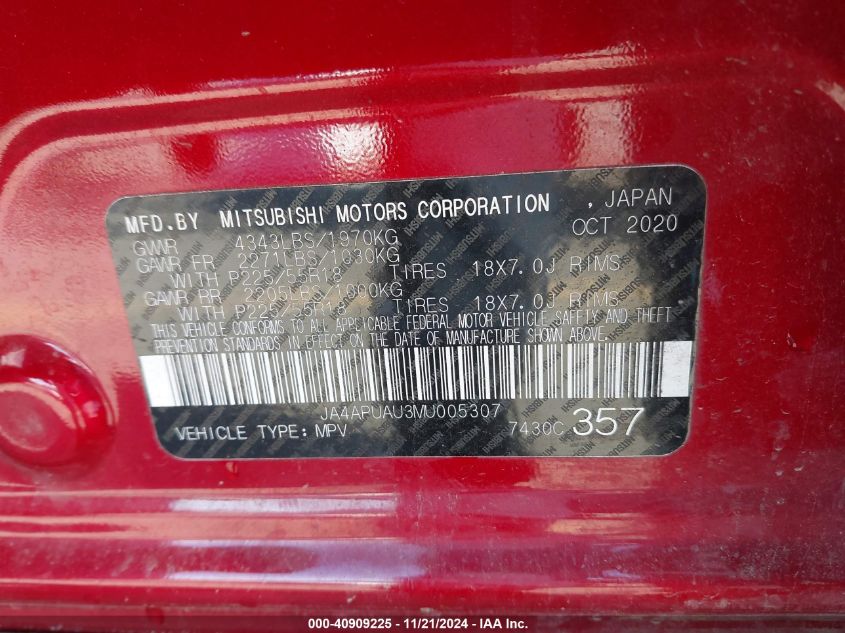 MFD.BY MITSUBISHI MOTORS CORPORATION , JAPAN
GVWR 4343LBS/1970KG OCT 2020
GAWR FR 2271LBS/1030KG
WITH P225/55R18 TIRES 18X7.0J RIMS
GAWR RR 2205LBS/1000KG
WITH P225/55R18 TIRES 18X7.0J RIMS
THIS VEHICLE CONFORMS TO ALL APPLICABLE FEDERAL MOTOR VEHICLE SAFETY AND THEFT
PREVENTION STANDARDS IN EFFECT ON THE DATE OF MANUFACTURE SHOWN ABOVE.
JA4APUAU3MU005307
VEHICLE TYPE: MPV 7430C 357
000-40909225 - 11/21/2024 - IAA Inc.